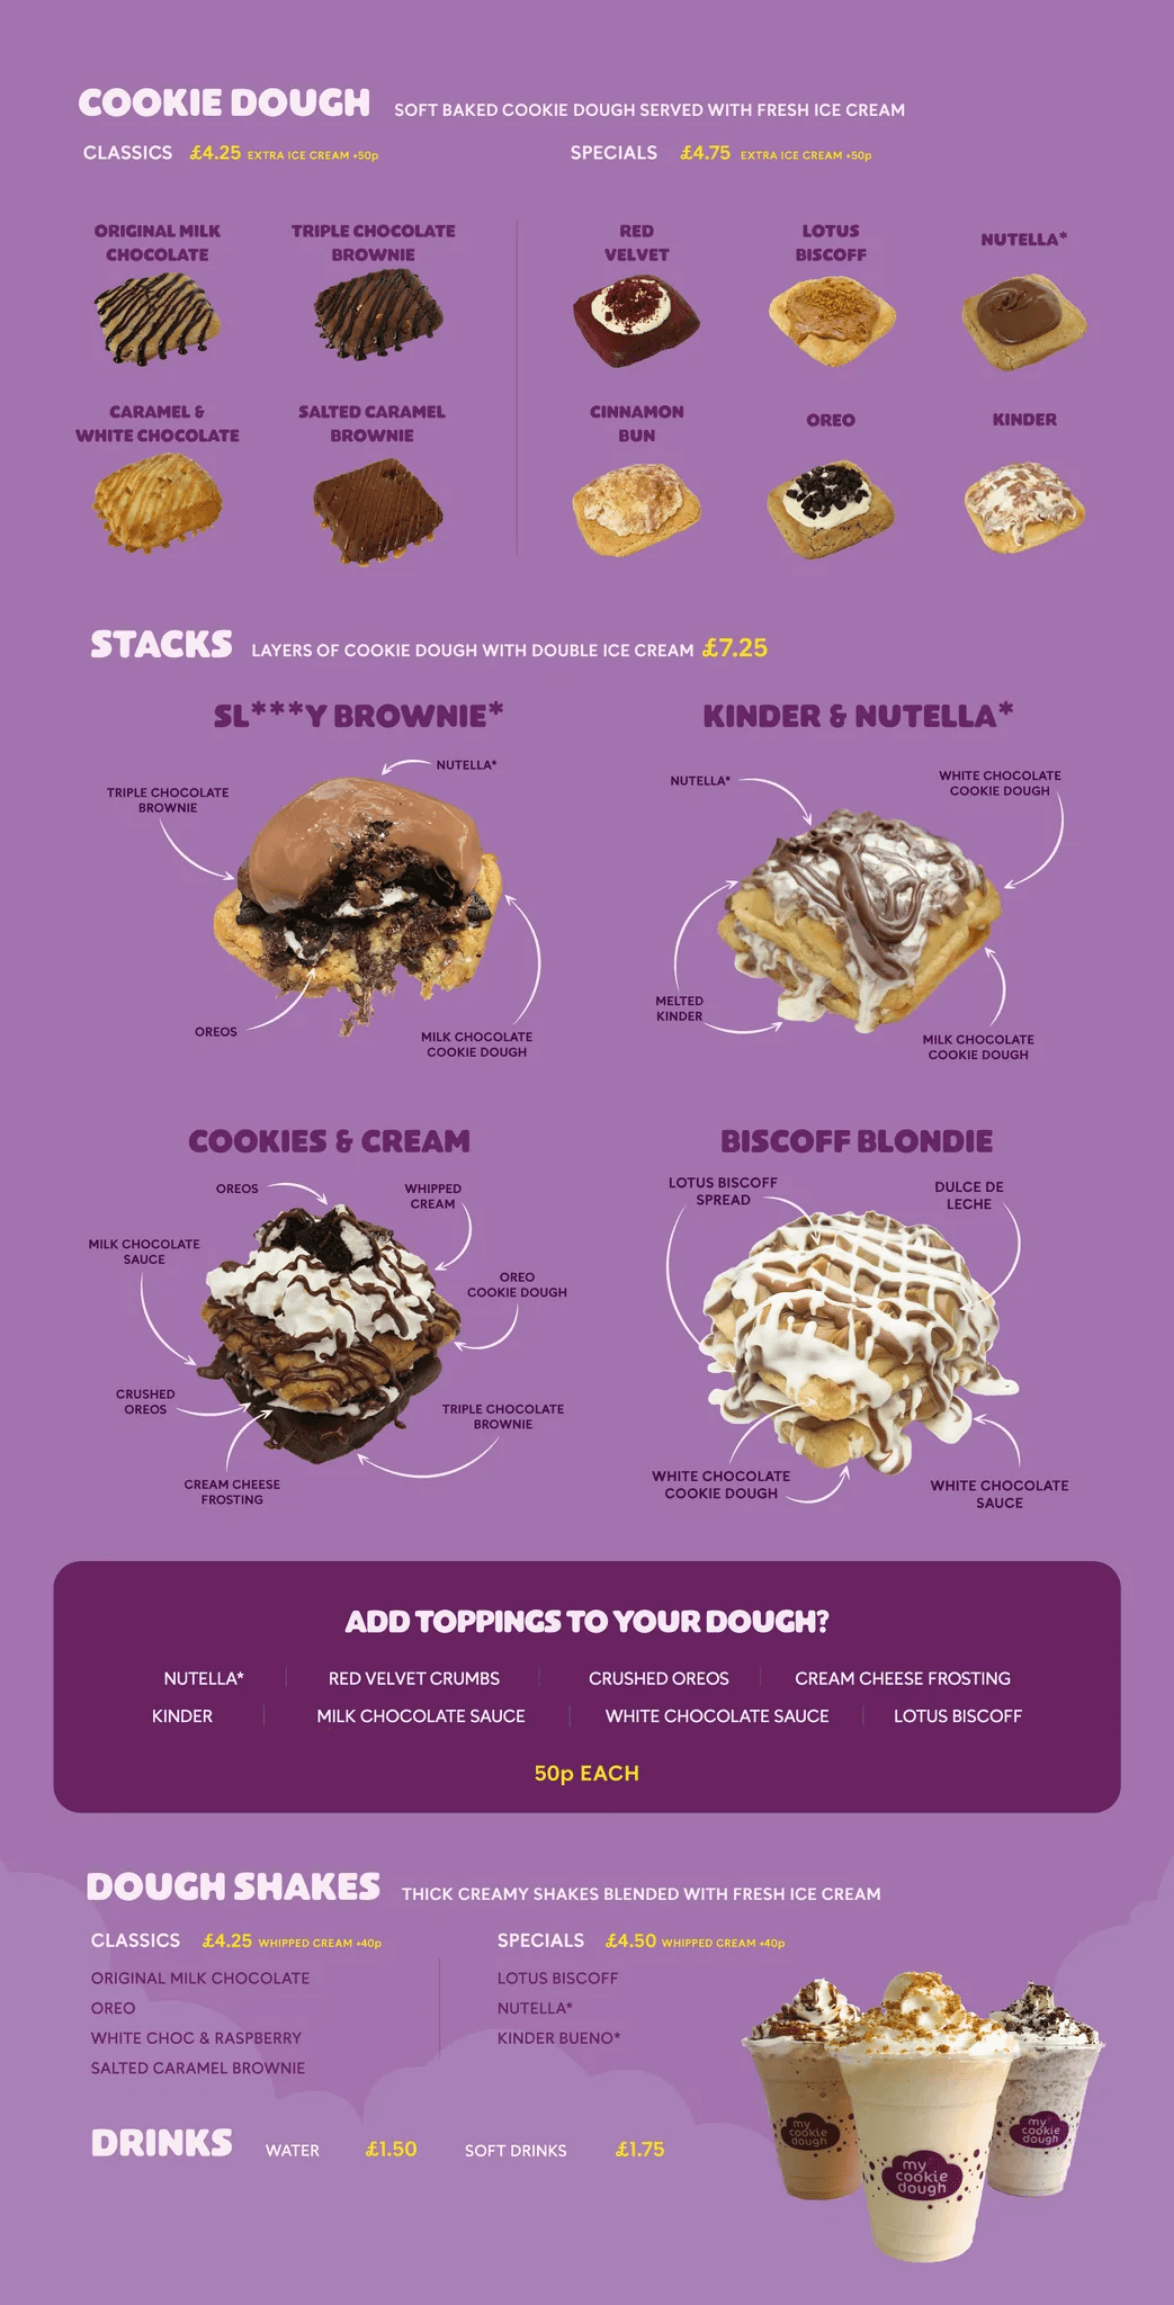 COOKIE DOUGH SOFT BAKED COOKIE DOUGH SERVED WITH FRESH ICE CREAM
CLASSICS £4.25 EXTRA ICE CREAM +50p
SPECIALS £4.75 EXTRA ICE CREAM +50p
ORIGINAL MILK
CHOCOLATE
TRIPLE CHOCOLATE
BROWNIE
RED
VELVET
LOTUS
BISCOFF
NUTELLA*
CARAMEL &
WHITE CHOCOLATE
SALTED CARAMEL
BROWNIE
CINNAMON
BUN
OREO
KINDER
STACKS LAYERS OF COOKIE DOUGH WITH DOUBLE ICE CREAM £7.25
SL***Y BROWNIE*
NUTELLA*
TRIPLE CHOCOLATE
BROWNIE
OREOS
MILK CHOCOLATE
COOKIE DOUGH
KINDER & NUTELLA*
NUTELLA*
WHITE CHOCOLATE
COOKIE DOUGH
MELTED
KINDER
MILK CHOCOLATE
COOKIE DOUGH
COOKIES & CREAM
OREOS
WHIPPED
CREAM
MILK CHOCOLATE
SAUCE
OREO
COOKIE DOUGH
CRUSHED
OREOS
TRIPLE CHOCOLATE
BROWNIE
CREAM CHEESE
FROSTING
BISCOFF BLONDIE
LOTUS BISCOFF
SPREAD
DULCE DE
LECHE
WHITE CHOCOLATE
COOKIE DOUGH
WHITE CHOCOLATE
SAUCE
ADD TOPPINGS TO YOUR DOUGH?
NUTELLA* RED VELVET CRUMBS CRUSHED OREOS CREAM CHEESE FROSTING
KINDER MILK CHOCOLATE SAUCE WHITE CHOCOLATE SAUCE LOTUS BISCOFF
50p EACH
DOUGH SHAKES THICK CREAMY SHAKES BLENDED WITH FRESH ICE CREAM
CLASSICS £4.25 WHIPPED CREAM +40p
ORIGINAL MILK CHOCOLATE
OREO
WHITE CHOC & RASPBERRY
SALTED CARAMEL BROWNIE
SPECIALS £4.50 WHIPPED CREAM +40p
LOTUS BISCOFF
NUTELLA*
KINDER BUENO*
DRINKS WATER £1.50 SOFT DRINKS £1.75
my
cookie
dough
my
cookie
dough
my
cookie
dough